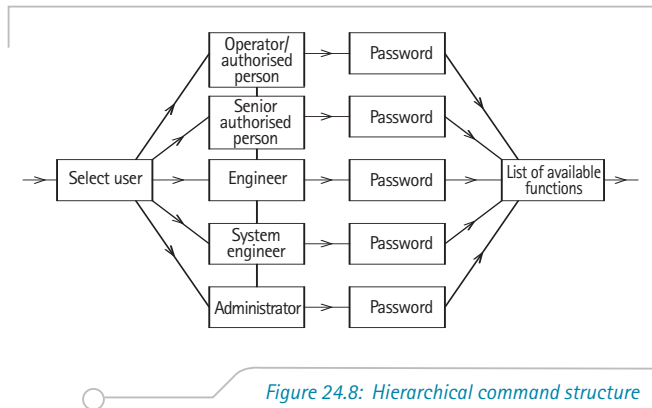 Operator/
authorised
person
Password
Senior
authorised
person
Password
Select user
Engineer
Password
List of available
functions
System
engineer
Password
Administrator
Password
Figure 24.8: Hierarchical command structure